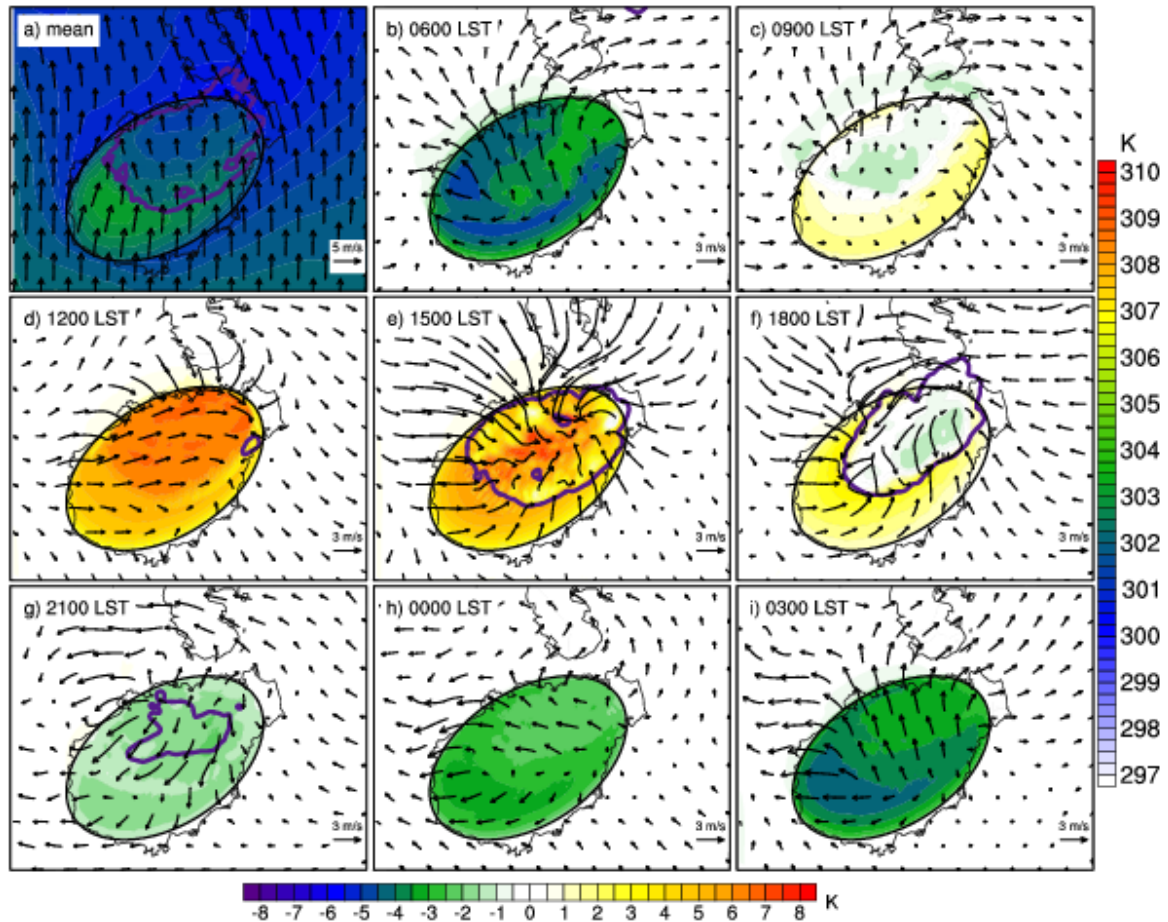 a) mean
5 m/s
b) 0600 LST
3 m/s
c) 0900 LST
3 m/s
d) 1200 LST
3 m/s
e) 1500 LST
3 m/s
f) 1800 LST
3 m/s
g) 2100 LST
3 m/s
h) 0000 LST
3 m/s
i) 0300 LST
3 m/s
K
310
309
308
307
306
305
304
303
302
301
300
299
298
297
-8 -7 -6 -5 -4 -3 -2 -1 0 1 2 3 4 5 6 7 8 K